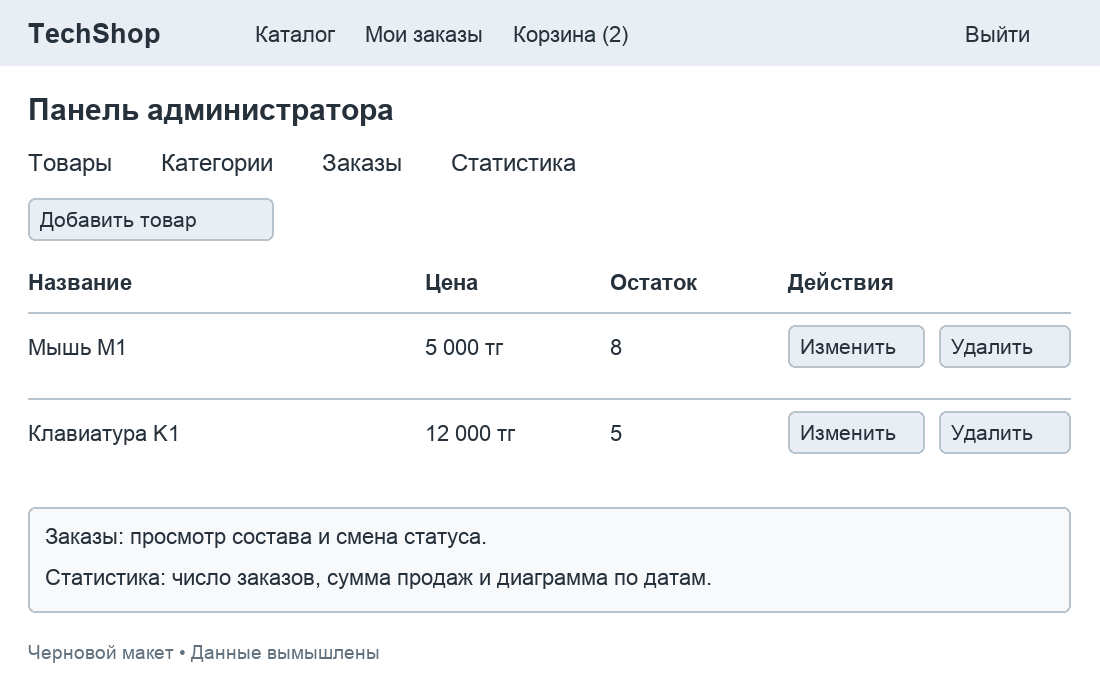 TechShop Каталог Мои заказы Корзина (2) Выйти
Панель администратора
Товары Категории Заказы Статистика
Добавить товар
Название Цена Остаток Действия
Мышь M1 5 000 тг 8 Изменить Удалить
Клавиатура K1 12 000 тг 5 Изменить Удалить
Заказы: просмотр состава и смена статуса.
Статистика: число заказов, сумма продаж и диаграмма по датам.
Черновой макет • Данные вымышлены